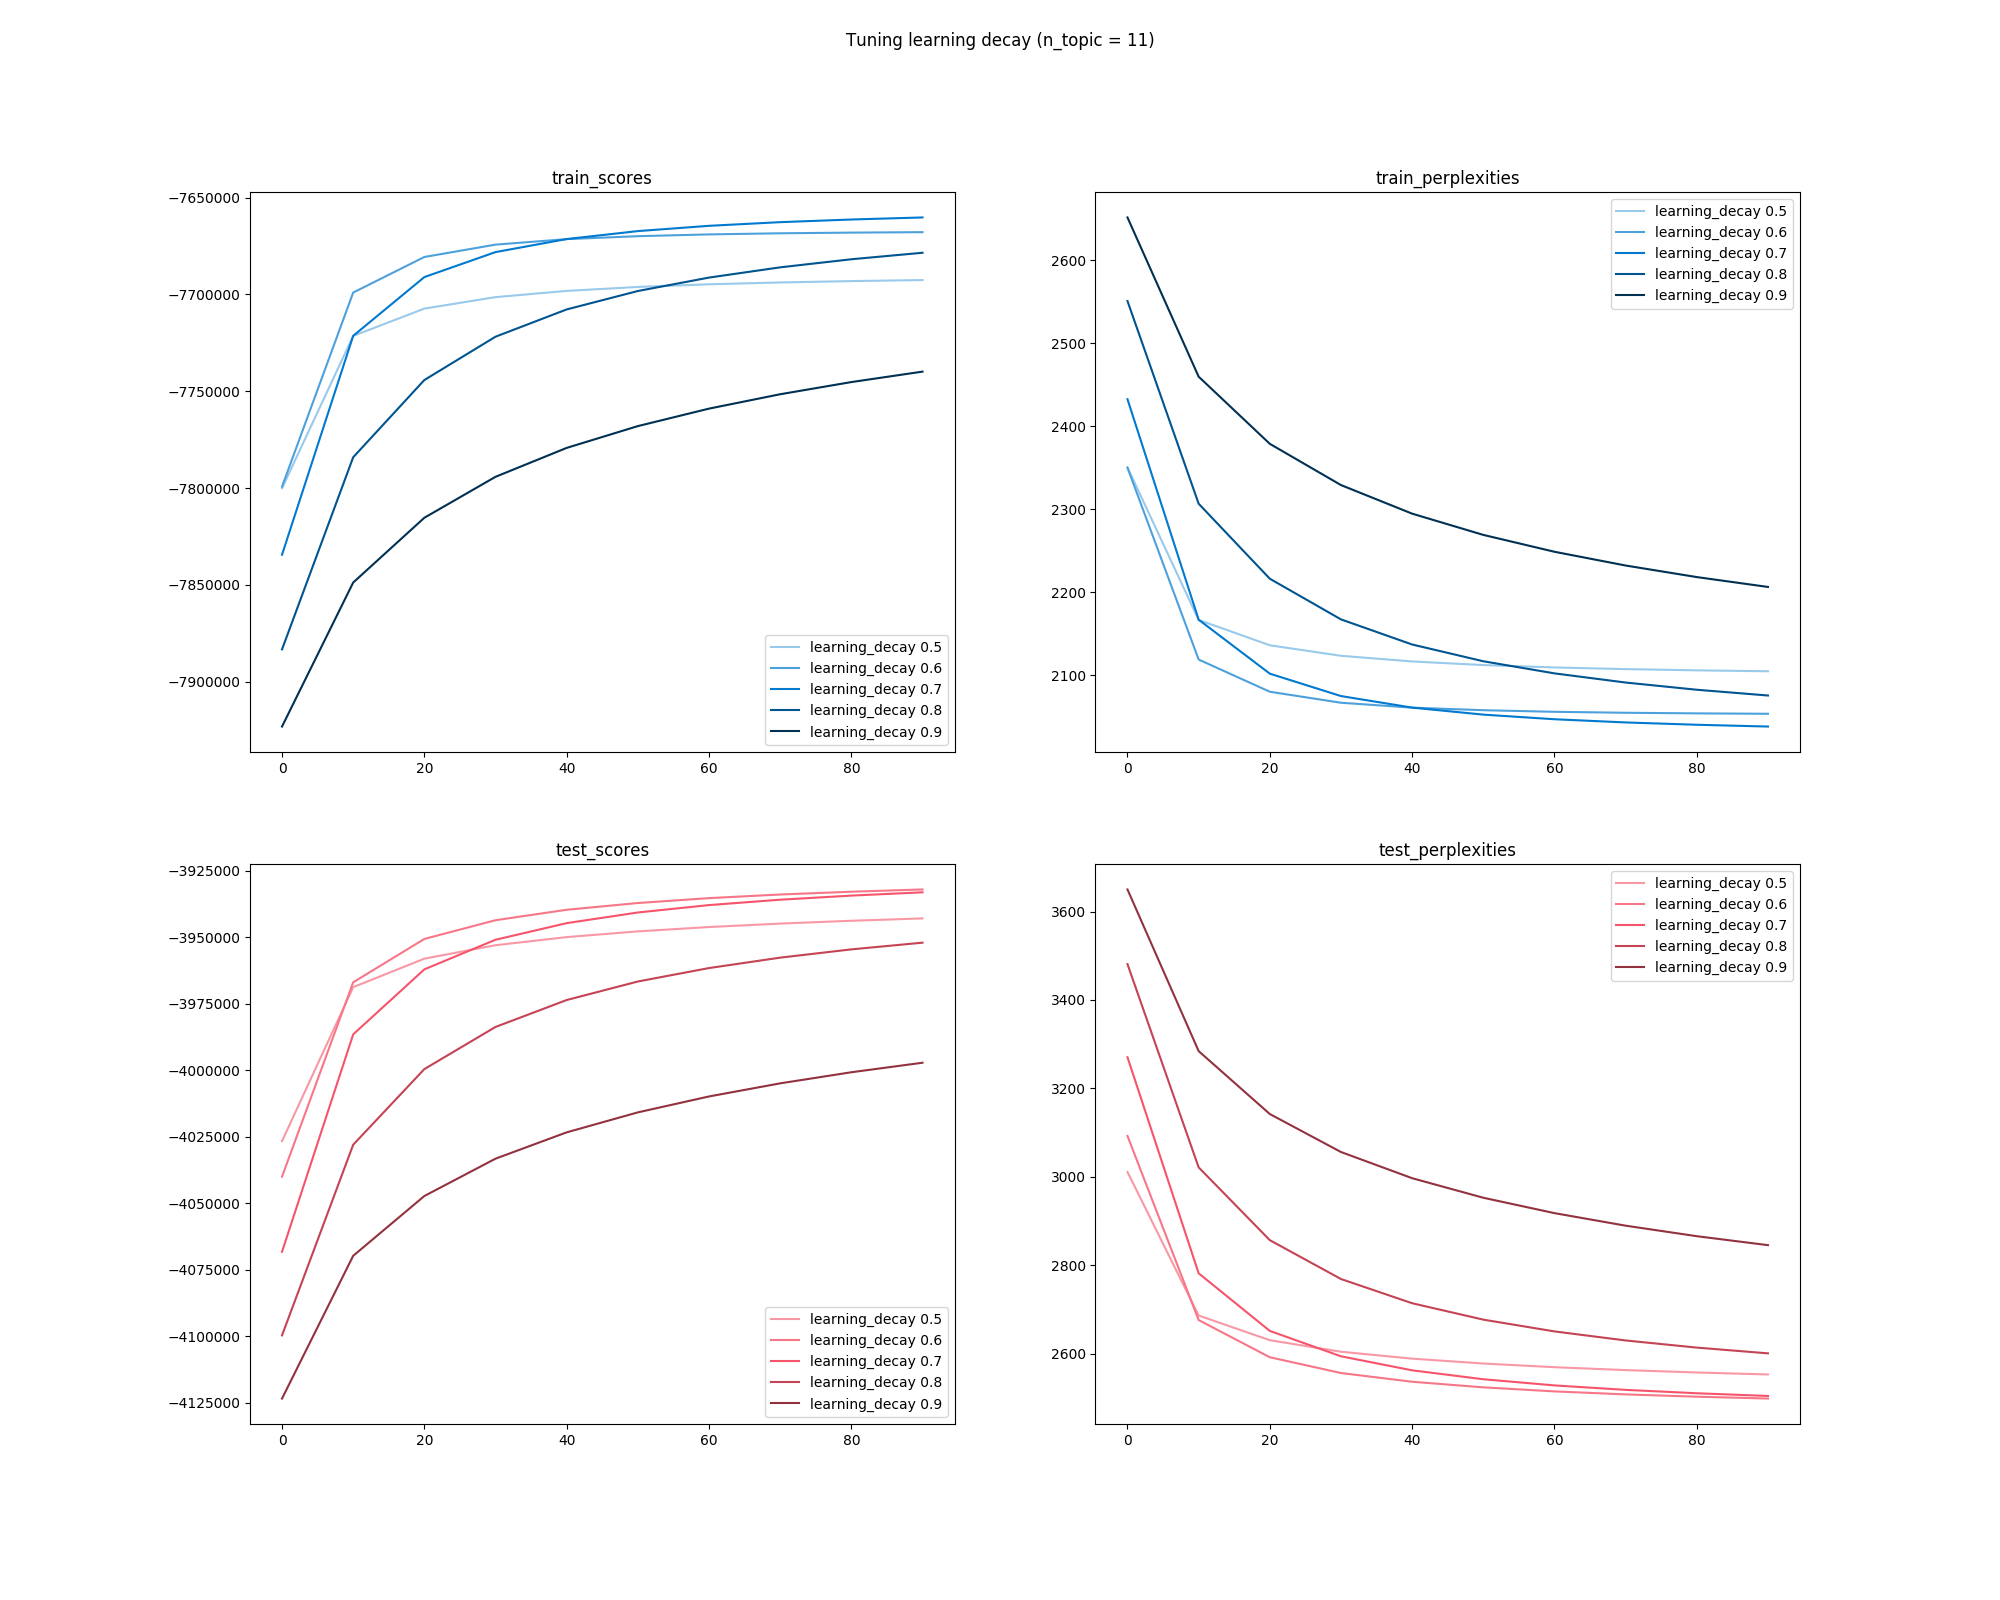 Tuning learning decay (n_topic = 11)
train_scores
−7650000
−7700000
−7750000
−7800000
−7850000
−7900000
0 20 40 60 80
learning_decay 0.5
learning_decay 0.6
learning_decay 0.7
learning_decay 0.8
learning_decay 0.9
train_perplexities
2600
2500
2400
2300
2200
2100
0 20 40 60 80
learning_decay 0.5
learning_decay 0.6
learning_decay 0.7
learning_decay 0.8
learning_decay 0.9
test_scores
−3925000
−3950000
−3975000
−4000000
−4025000
−4050000
−4075000
−4100000
−4125000
0 20 40 60 80
learning_decay 0.5
learning_decay 0.6
learning_decay 0.7
learning_decay 0.8
learning_decay 0.9
test_perplexities
3600
3400
3200
3000
2800
2600
0 20 40 60 80
learning_decay 0.5
learning_decay 0.6
learning_decay 0.7
learning_decay 0.8
learning_decay 0.9